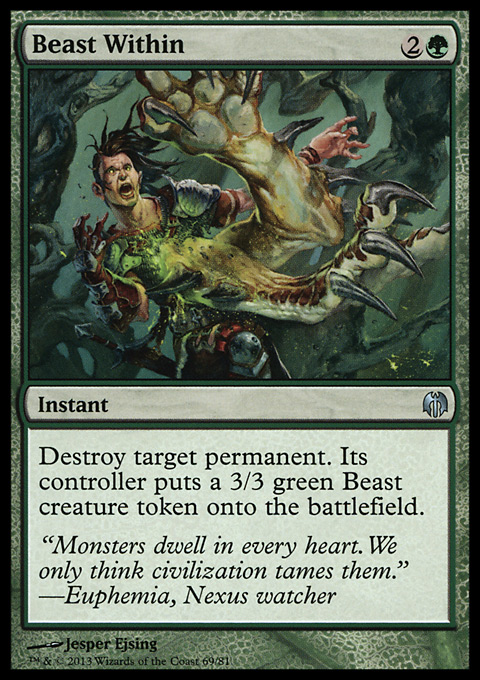 Beast Within 2
Instant
Destroy target permanent. Its
controller puts a 3/3 green Beast
creature token onto the battlefield.
“Monsters dwell in every heart. We
only think civilization tames them.”
—Euphemia, Nexus watcher
Jesper Ejsing
™ & © 2013 Wizards of the Coast 69/81